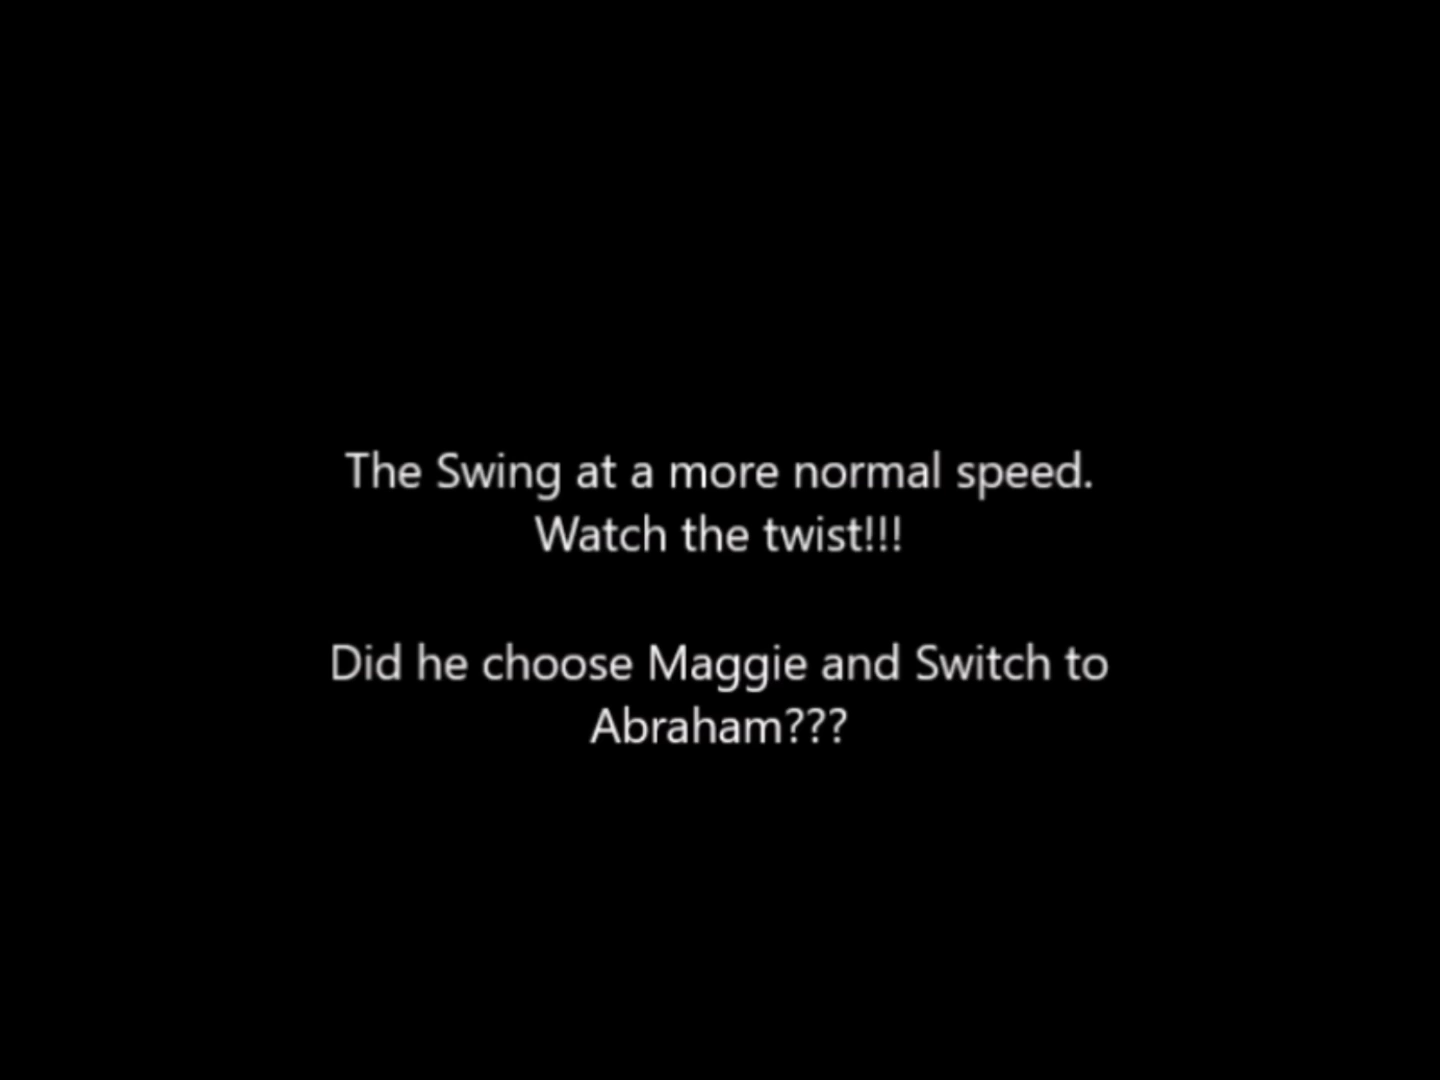 The Swing at a more normal speed.
Watch the twist!!!
Did he choose Maggie and Switch to
Abraham???